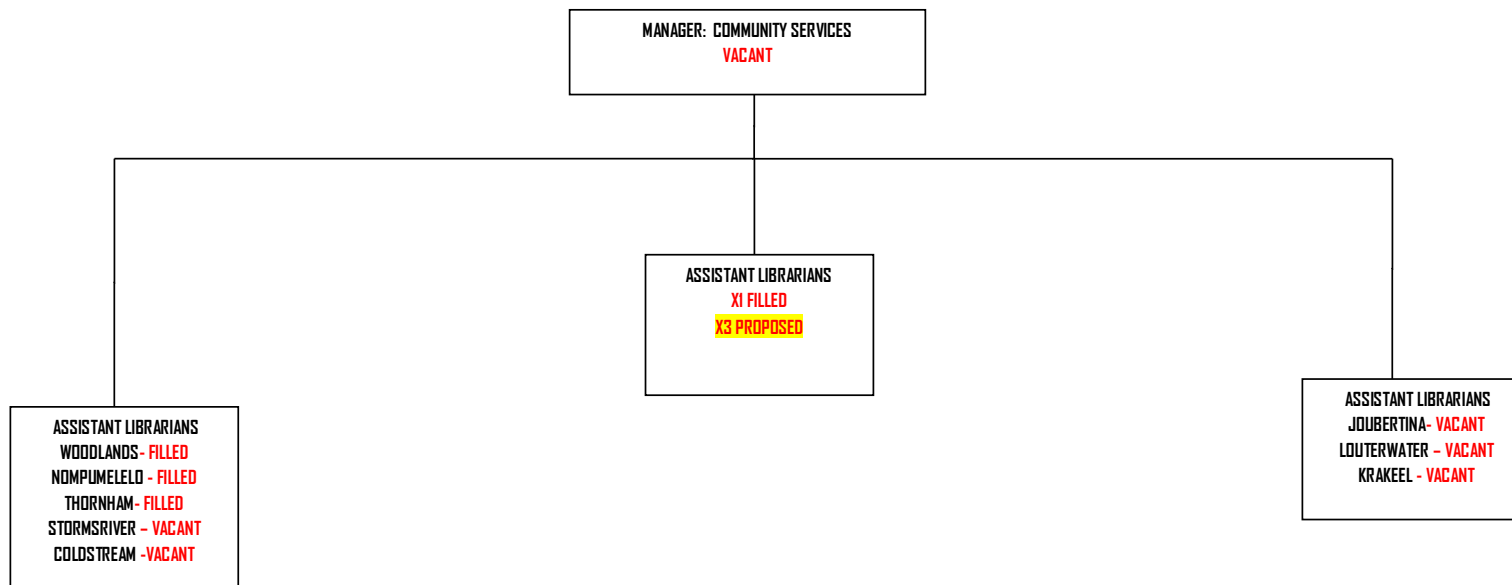 MANAGER:  COMMUNITY SERVICES
VACANT
ASSISTANT LIBRARIANS
X1 FILLED
X3 PROPOSED
ASSISTANT LIBRARIANS
WOODLANDS- FILLED
NOMPUMELELO - FILLED
THORNHAM- FILLED
STORMSRIVER – VACANT
COLDSTREAM -VACANT
ASSISTANT LIBRARIANS
JOUBERTINA- VACANT
LOUTERWATER – VACANT
KRAKEEL - VACANT